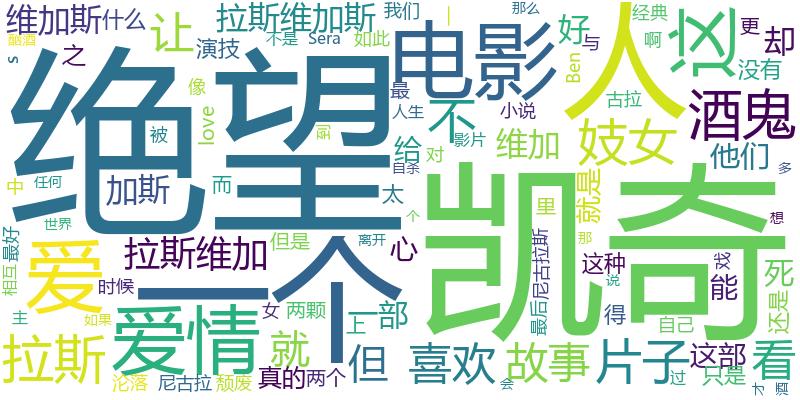 维加斯
什么
让
拉斯维加斯
我们
那么
经典
啊
更
却
酗酒
s
之
演技
不是
Sera
如此
电影
好
与
人
这
没有
绝望
像
love
最
Ben
古拉
酒鬼
被
人生
小说
不
给
对
影片
维加
妓女
他们
中
任何
加斯
而
自杀
太
个
里
就是
多
世界
凯奇
想
相互
最好
爱
拉斯维加
但是
离开
心
一个
最后
尼古拉斯
那
这种
说
戏
能
死
时候
主
如果
爱情
女
两颗
上
一部
得
自己
还是
拉斯
沦落
尼古拉
颓废
就
真的
两个
但
喜欢
会
故事
片子
这部
过
只是
看
才
酒